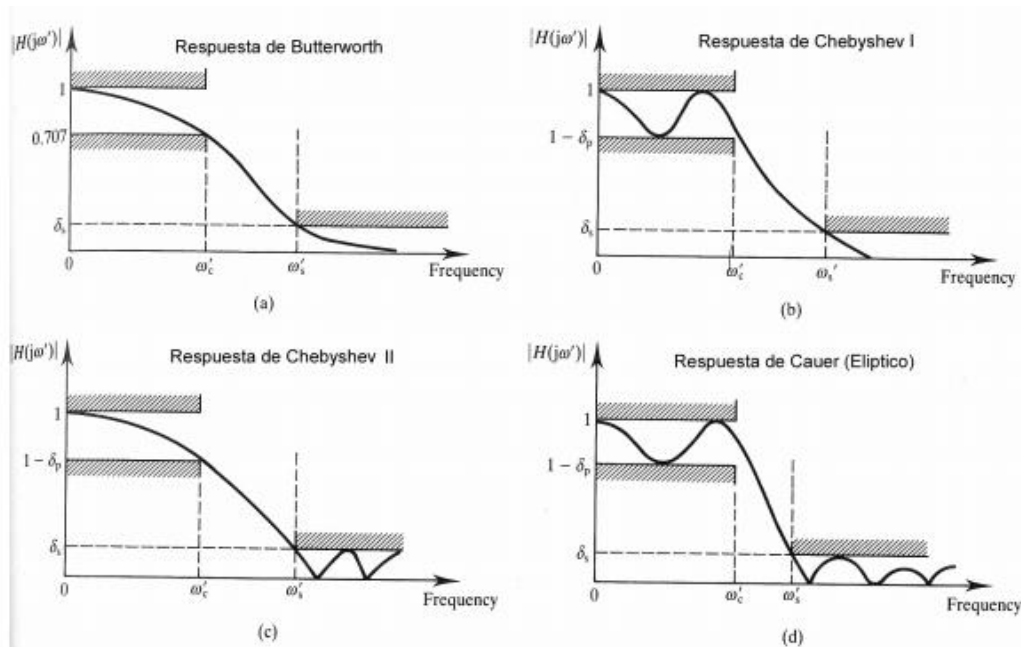 |H(jω′)|
Respuesta de Butterworth
1
0.707
δs
0
ω′c
ω′s
Frequency
(a)
|H(jω′)|
Respuesta de Chebyshev I
1
1 − δp
δs
0
ω′c
ωs′
Frequency
(b)
|H(jω′)|
Respuesta de Chebyshev II
1
1 − δp
δs
0
ω′c
ω′s
Frequency
(c)
|H(jω′)|
Respuesta de Cauer (Eliptico)
1
1 − δp
δs
0
ω′c
ω′s
Frequency
(d)